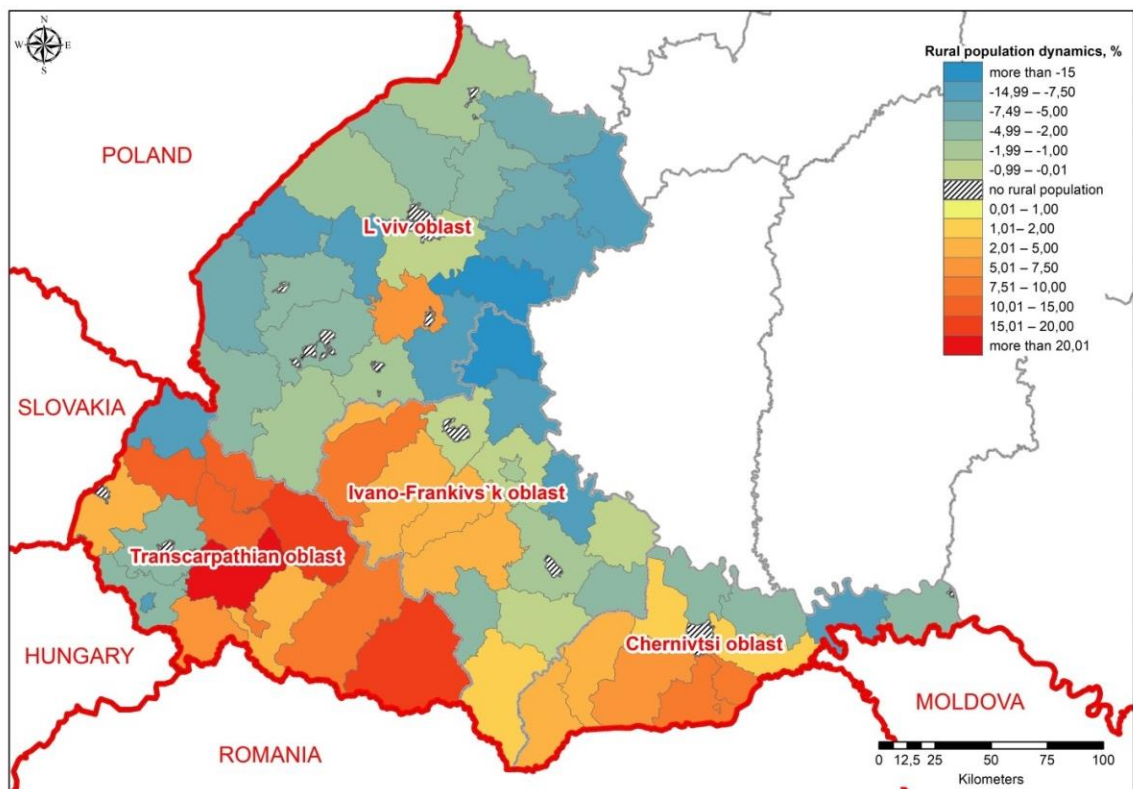 N
W E
S
POLAND
SLOVAKIA
HUNGARY
ROMANIA
MOLDOVA
L`viv oblast
Ivano-Frankivs`k oblast
Transcarpathian oblast
Chernivtsi oblast
Rural population dynamics, %
more than -15
-14,99 – -7,50
-7,49 – -5,00
-4,99 – -2,00
-1,99 – -1,00
-0,99 – -0,01
no rural population
0,01 – 1,00
1,01– 2,00
2,01 – 5,00
5,01 – 7,50
7,51 – 10,00
10,01 – 15,00
15,01 – 20,00
more than 20,01
0 12,5 25 50 75 100
Kilometers